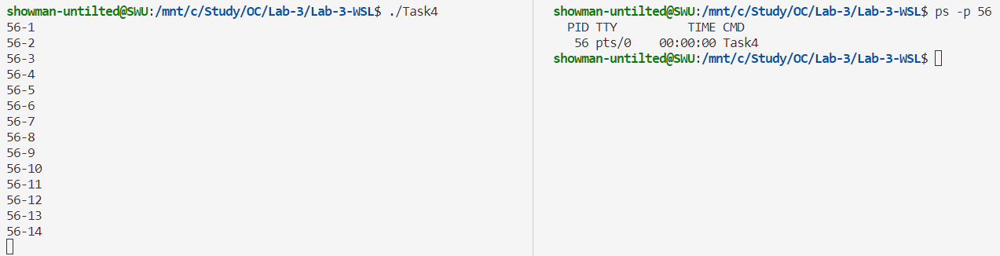 showman-untilted@SWU:/mnt/c/Study/OC/Lab-3/Lab-3-WSL$ ./Task4
56-1
56-2
56-3
56-4
56-5
56-6
56-7
56-8
56-9
56-10
56-11
56-12
56-13
56-14
showman-untilted@SWU:/mnt/c/Study/OC/Lab-3/Lab-3-WSL$ ps -p 56
PID TTY TIME CMD
56 pts/0 00:00:00 Task4
showman-untilted@SWU:/mnt/c/Study/OC/Lab-3/Lab-3-WSL$